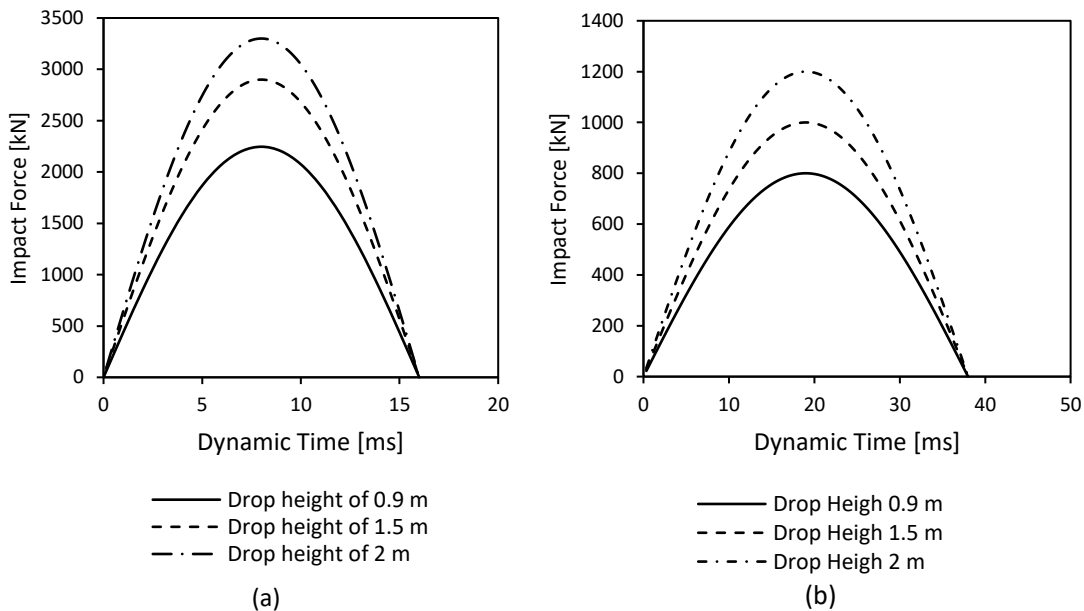 3500
3000
2500
2000
1500
1000
500
0
Impact Force [kN]
0 5 10 15 20
Dynamic Time [ms]
Drop height of 0.9 m
Drop height of 1.5 m
Drop height of 2 m
(a)
1400
1200
1000
800
600
400
200
0
Impact Force [kN]
0 10 20 30 40 50
Dynamic Time [ms]
Drop Heigh 0.9 m
Drop Heigh 1.5 m
Drop Heigh 2 m
(b)